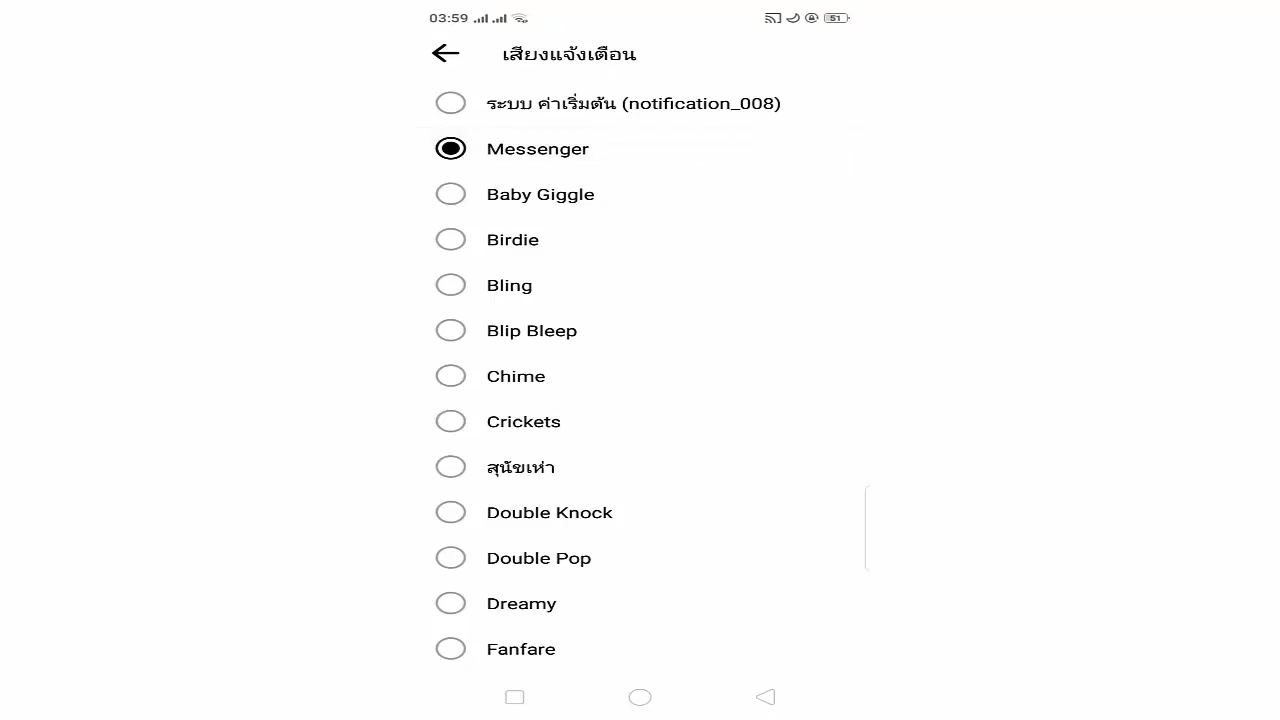 03:59 51
เสียงแจ้งเตือน
ระบบ ค่าเริ่มต้น (notification_008)
Messenger
Baby Giggle
Birdie
Bling
Blip Bleep
Chime
Crickets
สุนัขเห่า
Double Knock
Double Pop
Dreamy
Fanfare